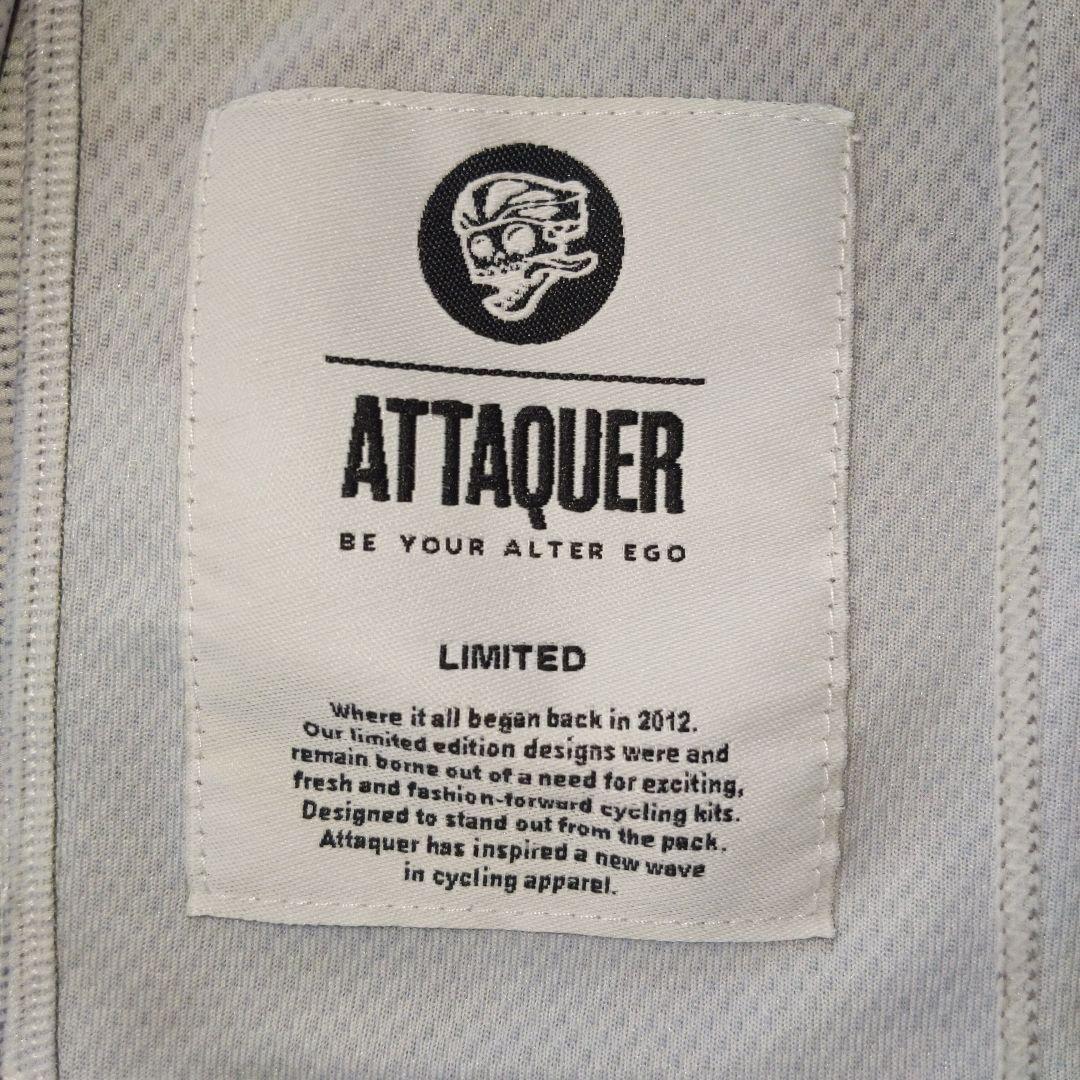 ATTAQUER
BE YOUR ALTER EGO
LIMITED
Where it all began back in 2012.
Our limited edition designs were and
remain borne out of a need for exciting,
fresh and fashion-forward cycling kits.
Designed to stand out from the pack.
Attaquer has inspired a new wave
in cycling apparel.